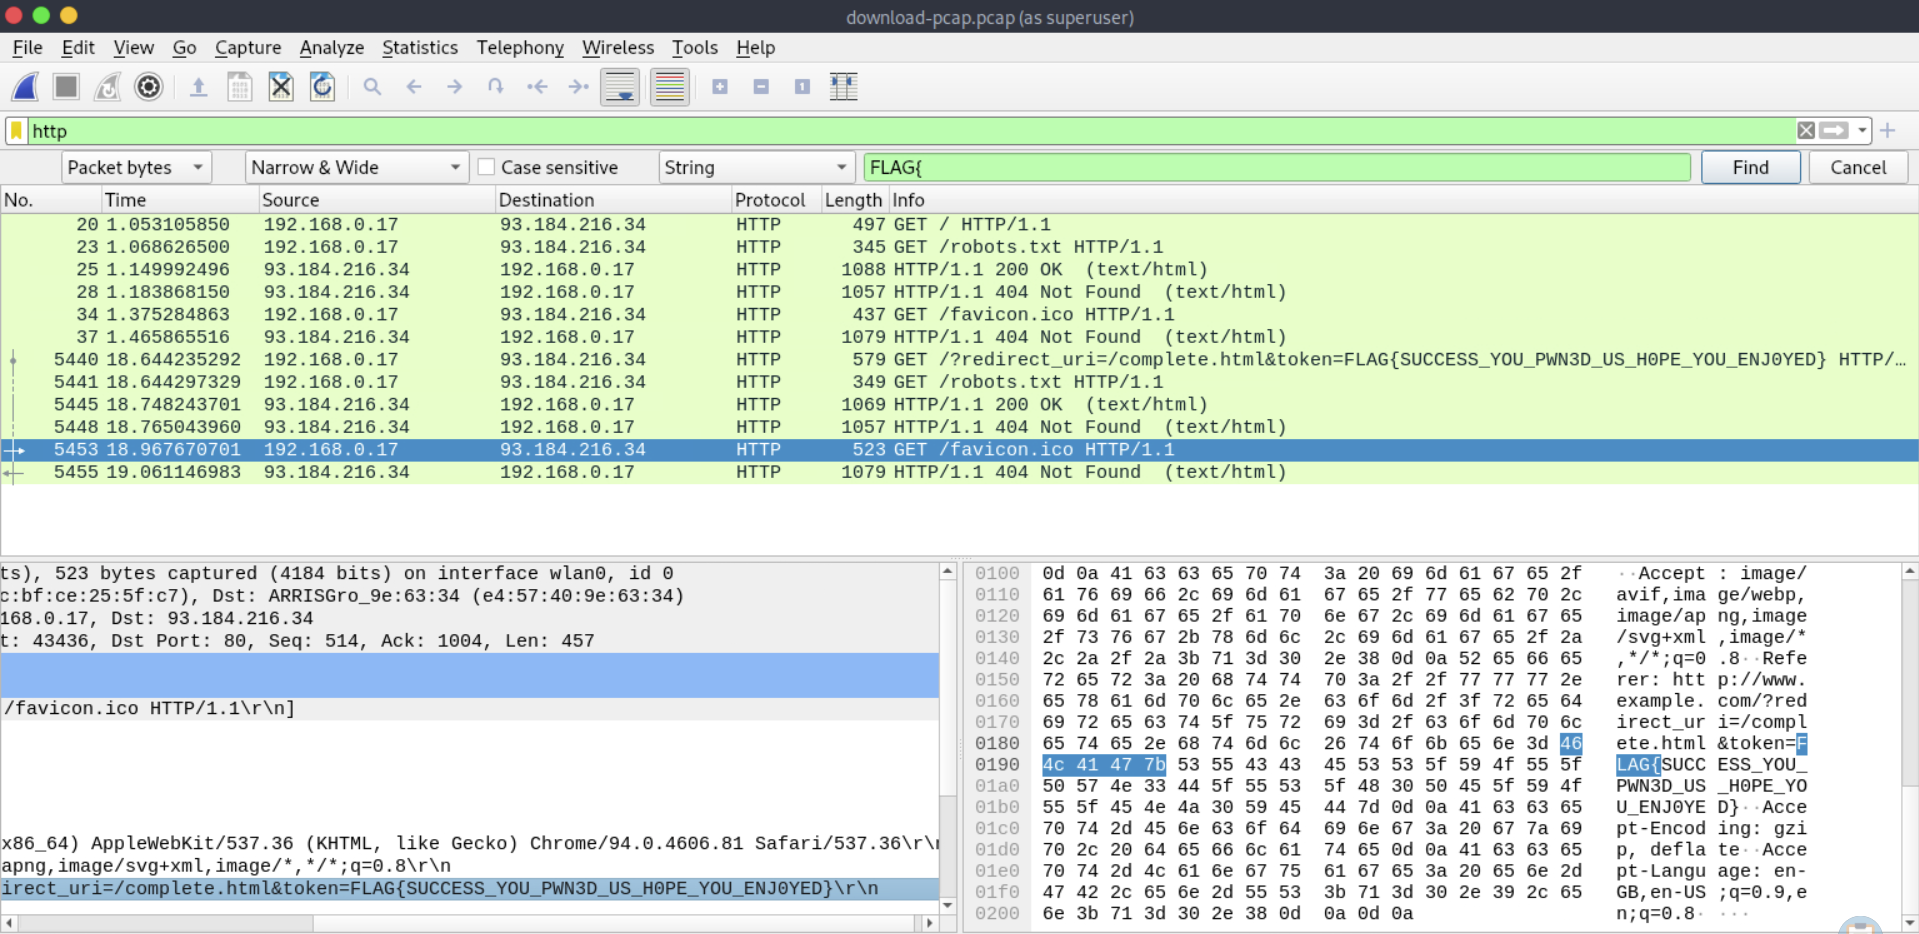 download-pcap.pcap (as superuser)
File Edit View Go Capture Analyze Statistics Telephony Wireless Tools Help
http
Packet bytes Narrow & Wide Case sensitive String FLAG{ Find Cancel
No. Time Source Destination Protocol Length Info
20 1.053105850 192.168.0.17 93.184.216.34 HTTP 497 GET / HTTP/1.1
23 1.068626500 192.168.0.17 93.184.216.34 HTTP 345 GET /robots.txt HTTP/1.1
25 1.149992496 93.184.216.34 192.168.0.17 HTTP 1088 HTTP/1.1 200 OK (text/html)
28 1.183868150 93.184.216.34 192.168.0.17 HTTP 1057 HTTP/1.1 404 Not Found (text/html)
34 1.375284863 192.168.0.17 93.184.216.34 HTTP 437 GET /favicon.ico HTTP/1.1
37 1.465865516 93.184.216.34 192.168.0.17 HTTP 1079 HTTP/1.1 404 Not Found (text/html)
5440 18.644235292 192.168.0.17 93.184.216.34 HTTP 579 GET /?redirect_uri=/complete.html&token=FLAG{SUCCESS_YOU_PWN3D_US_H0PE_YOU_ENJ0YED} HTTP/…
5441 18.644297329 192.168.0.17 93.184.216.34 HTTP 349 GET /robots.txt HTTP/1.1
5445 18.748243701 93.184.216.34 192.168.0.17 HTTP 1069 HTTP/1.1 200 OK (text/html)
5448 18.765043960 93.184.216.34 192.168.0.17 HTTP 1057 HTTP/1.1 404 Not Found (text/html)
5453 18.967670701 192.168.0.17 93.184.216.34 HTTP 523 GET /favicon.ico HTTP/1.1
5455 19.061146983 93.184.216.34 192.168.0.17 HTTP 1079 HTTP/1.1 404 Not Found (text/html)
ts), 523 bytes captured (4184 bits) on interface wlan0, id 0
c:bf:ce:25:5f:c7), Dst: ARRISGro_9e:63:34 (e4:57:40:9e:63:34)
168.0.17, Dst: 93.184.216.34
t: 43436, Dst Port: 80, Seq: 514, Ack: 1004, Len: 457
/favicon.ico HTTP/1.1\r\n]
x86_64) AppleWebKit/537.36 (KHTML, like Gecko) Chrome/94.0.4606.81 Safari/537.36\r\n
apng,image/svg+xml,image/*,*/*;q=0.8\r\n
irect_uri=/complete.html&token=FLAG{SUCCESS_YOU_PWN3D_US_H0PE_YOU_ENJ0YED}\r\n
0100 0d 0a 41 63 63 65 70 74 3a 20 69 6d 61 67 65 2f ··Accept : image/
0110 61 76 69 66 2c 69 6d 61 67 65 2f 77 65 62 70 2c avif,ima ge/webp,
0120 69 6d 61 67 65 2f 61 70 6e 67 2c 69 6d 61 67 65 image/ap ng,image
0130 2f 73 76 67 2b 78 6d 6c 2c 69 6d 61 67 65 2f 2a /svg+xml ,image/*
0140 2c 2a 2f 2a 3b 71 3d 30 2e 38 0d 0a 52 65 66 65 ,*/*;q=0 .8··Refe
0150 72 65 72 3a 20 68 74 74 70 3a 2f 2f 77 77 77 2e rer: htt p://www.
0160 65 78 61 6d 70 6c 65 2e 63 6f 6d 2f 3f 72 65 64 example. com/?red
0170 69 72 65 63 74 5f 75 72 69 3d 2f 63 6f 6d 70 6c irect_ur i=/compl
0180 65 74 65 2e 68 74 6d 6c 26 74 6f 6b 65 6e 3d 46 ete.html &token=F
0190 4c 41 47 7b 53 55 43 43 45 53 53 5f 59 4f 55 5f LAG{SUCC ESS_YOU_
01a0 50 57 4e 33 44 5f 55 53 5f 48 30 50 45 5f 59 4f PWN3D_US _H0PE_YO
01b0 55 5f 45 4e 4a 30 59 45 44 7d 0d 0a 41 63 63 65 U_ENJ0YE D}··Acce
01c0 70 74 2d 45 6e 63 6f 64 69 6e 67 3a 20 67 7a 69 pt-Encod ing: gzi
01d0 70 2c 20 64 65 66 6c 61 74 65 0d 0a 41 63 63 65 p, defla te··Acce
01e0 70 74 2d 4c 61 6e 67 75 61 67 65 3a 20 65 6e 2d pt-Langu age: en-
01f0 47 42 2c 65 6e 2d 55 53 3b 71 3d 30 2e 39 2c 65 GB,en-US ;q=0.9,e
0200 6e 3b 71 3d 30 2e 38 0d 0a 0d 0a n;q=0.8· ···